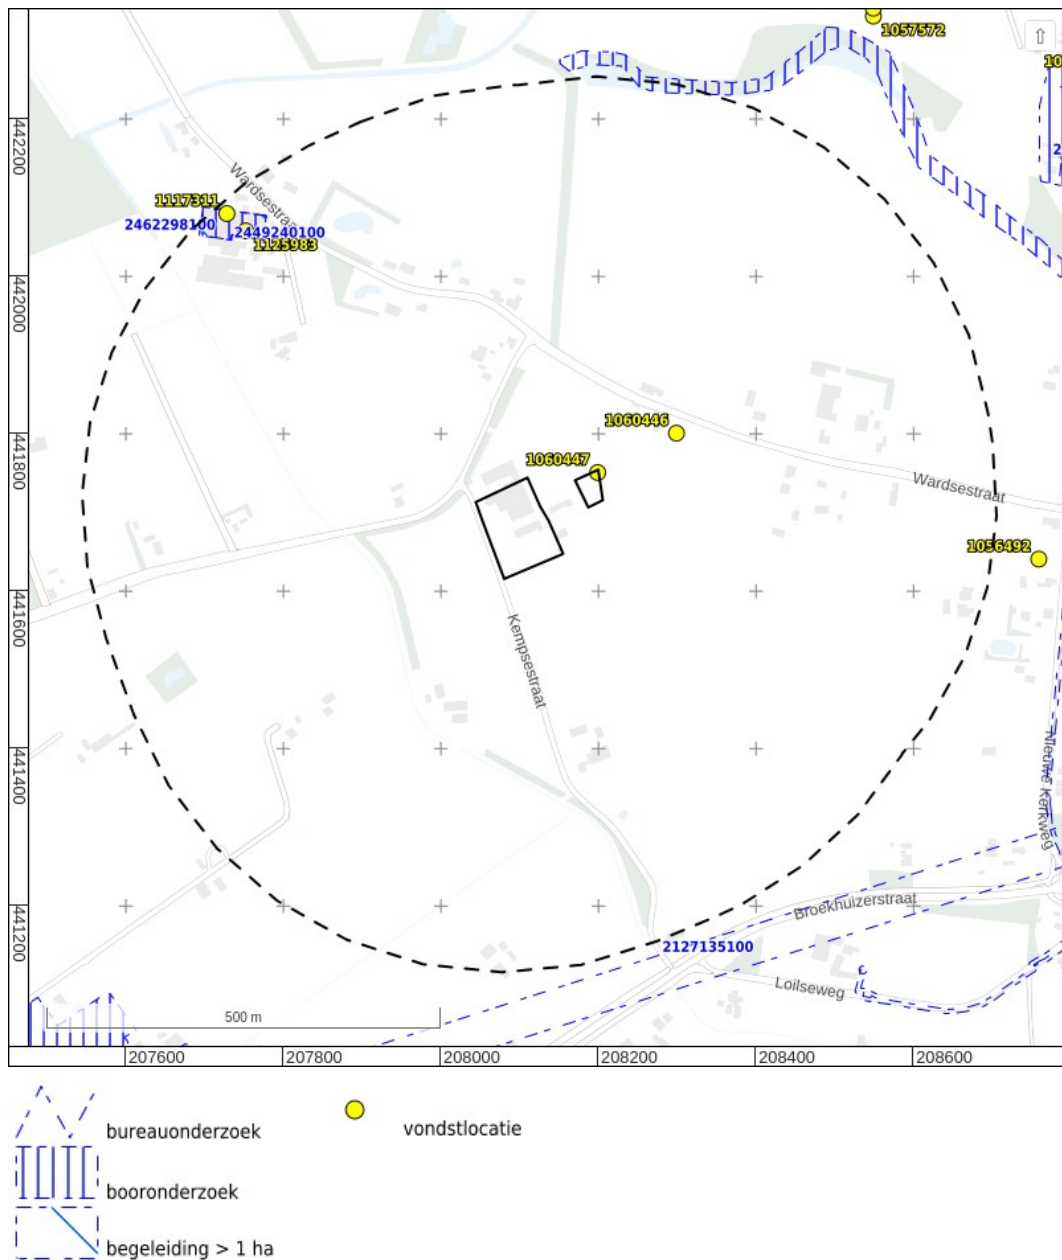 1057572
10
2
442200
Wardsestraat
1117311
2462298100
2449240100
1125983
442000
1060446
441800
1060447
Wardsestraat
1056492
441600
Kempsestraat
441400
Nieuwe Kerkweg
Broekhuizerstraat
441200
2127135100
Loilseweg
500 m
207600
207800
208000
208200
208400
208600
bureauonderzoek
vondstlocatie
booronderzoek
begeleiding > 1 ha